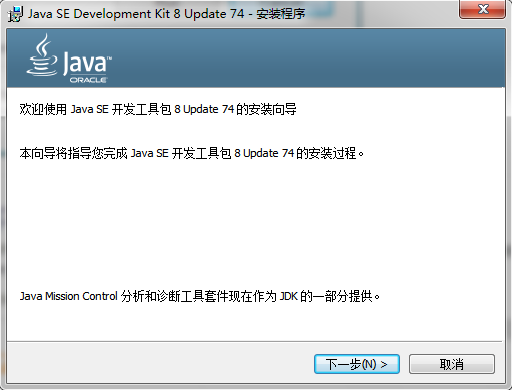 Java SE Development Kit 8 Update 74 - 安装程序
Java™
ORACLE
欢迎使用 Java SE 开发工具包 8 Update 74 的安装向导
本向导将指导您完成 Java SE 开发工具包 8 Update 74 的安装过程。
Java Mission Control 分析和诊断工具套件现在作为 JDK 的一部分提供。
下一步(N) > 取消